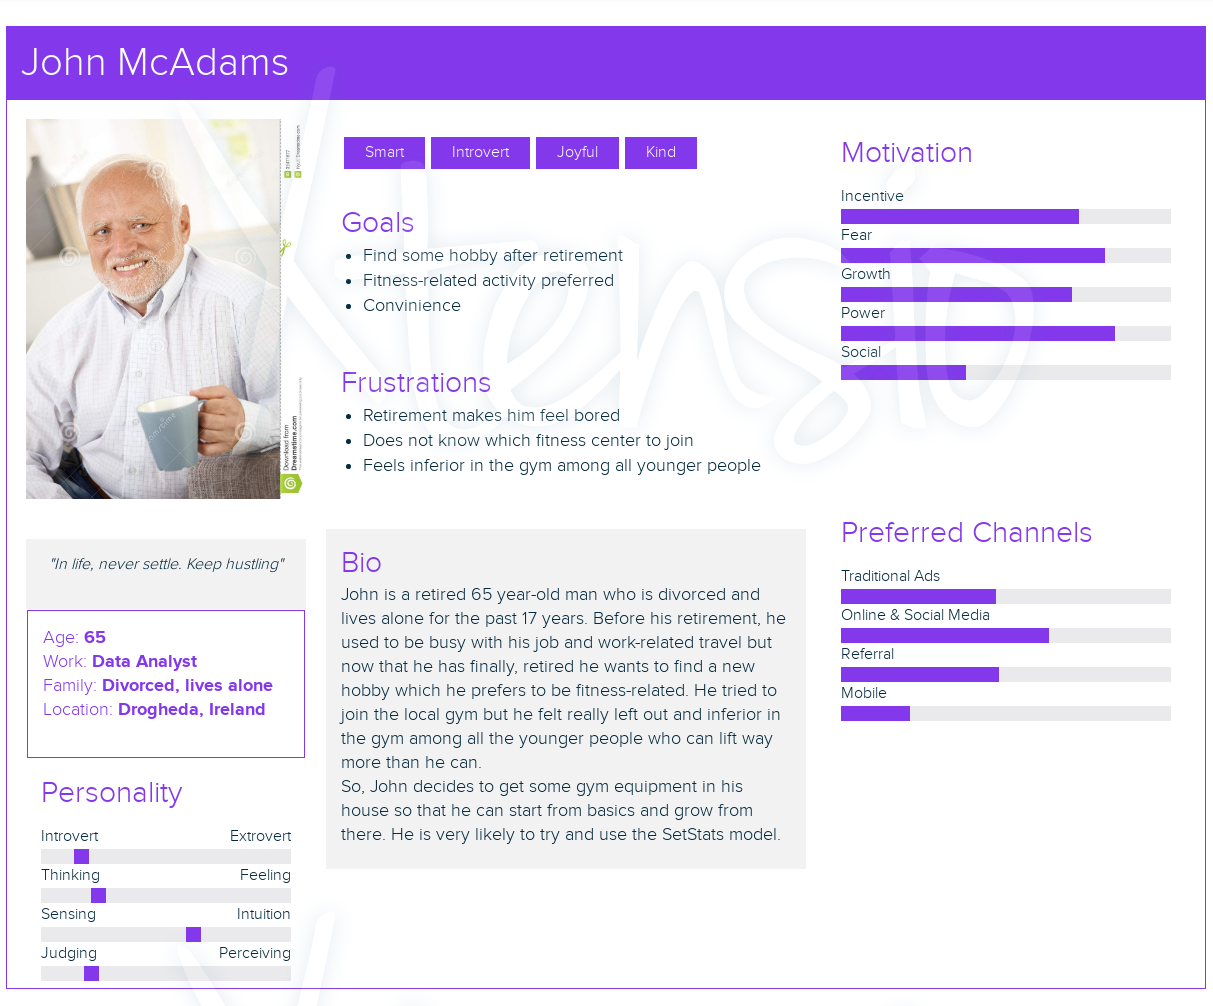 John McAdams
Smart
Introvert
Joyful
Kind
Goals
Find some hobby after retirement
Fitness-related activity preferred
Convinience
Frustrations
Retirement makes him feel bored
Does not know which fitness center to join
Feels inferior in the gym among all younger people
Motivation
Incentive
Fear
Growth
Power
Social
Download from
Dreamstime.com
"In life, never settle. Keep hustling"
Age: 65
Work: Data Analyst
Family: Divorced, lives alone
Location: Drogheda, Ireland
Personality
Introvert Extrovert
Thinking Feeling
Sensing Intuition
Judging Perceiving
Bio
John is a retired 65 year-old man who is divorced and
lives alone for the past 17 years. Before his retirement, he
used to be busy with his job and work-related travel but
now that he has finally, retired he wants to find a new
hobby which he prefers to be fitness-related. He tried to
join the local gym but he felt really left out and inferior in
the gym among all the younger people who can lift way
more than he can.
So, John decides to get some gym equipment in his
house so that he can start from basics and grow from
there. He is very likely to try and use the SetStats model.
Preferred Channels
Traditional Ads
Online & Social Media
Referral
Mobile
Xtensio